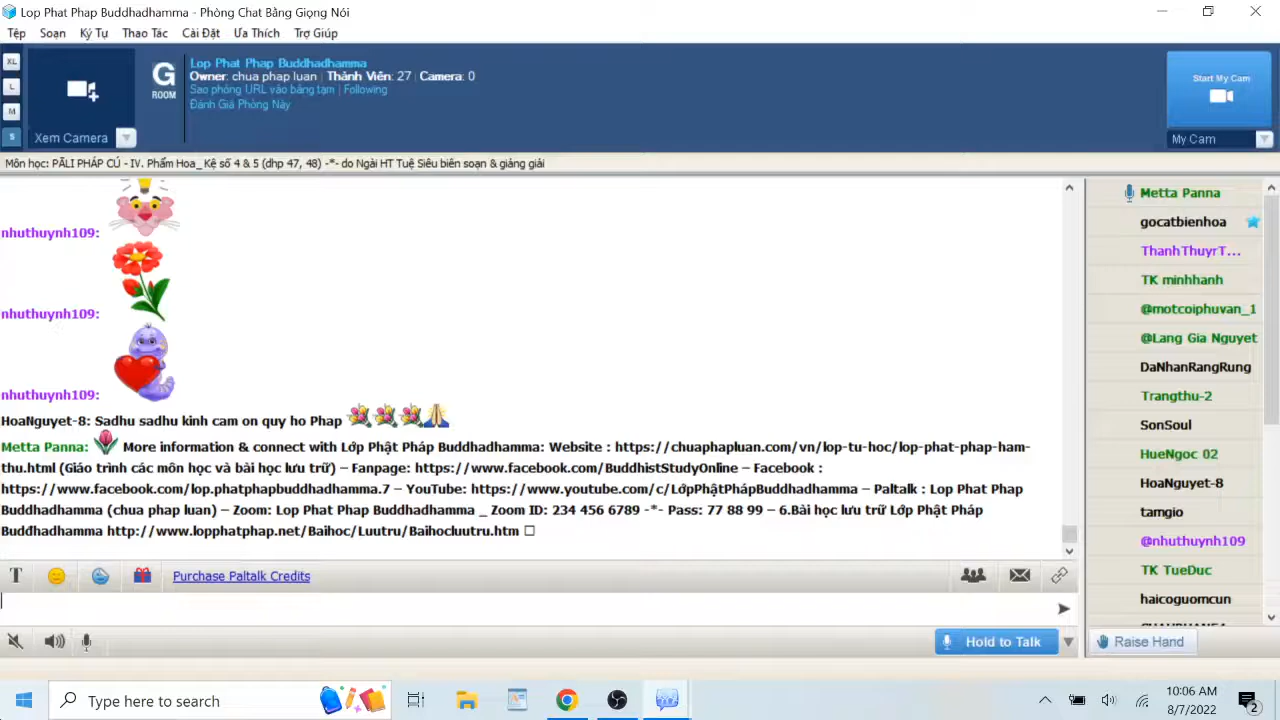 Lop Phat Phap Buddhadhamma - Phòng Chat Bằng Giọng Nói
Tệp Soạn Ký Tự Thao Tác Cài Đặt Ưa Thích Trợ Giúp
XL
L
M
S
Xem Camera
G
ROOM
Lop Phat Phap Buddhadhamma
Owner: chua phap luan | Thành Viên: 27 | Camera: 0
Sao phỏng URL vào bảng tạm | Following
Đánh Giá Phòng Này
Start My Cam
My Cam
Môn học: PĀLI PHÁP CÚ - IV. Phẩm Hoa_ Kệ số 4 & 5 (dhp 47, 48) -*- do Ngài HT Tuệ Siêu biên soạn & giảng giải
nhuthuynh109:
nhuthuynh109:
nhuthuynh109:
HoaNguyet-8: Sadhu sadhu kinh cam on quy ho Phap
Metta Panna: More information & connect with Lớp Phật Pháp Buddhadhamma: Website : https://chuaphapluan.com/vn/lop-tu-hoc/lop-phat-phap-ham-
thu.html (Giáo trình các môn học và bài học lưu trữ) – Fanpage: https://www.facebook.com/BuddhistStudyOnline – Facebook :
https://www.facebook.com/lop.phatphapbuddhadhamma.7 – YouTube: https://www.youtube.com/c/LớpPhậtPhápBuddhadhamma – Paltalk : Lop Phat Phap
Buddhadhamma (chua phap luan) – Zoom: Lop Phat Phap Buddhadhamma _ Zoom ID: 234 456 6789 -*- Pass: 77 88 99 – 6.Bài học lưu trữ Lớp Phật Pháp
Buddhadhamma http://www.lopphatphap.net/Baihoc/Luutru/Baihocluutru.htm
Metta Panna
gocatbienhoa
ThanhThuyrT...
TK minhhanh
@motcoiphuvan_1
@Lang Gia Nguyet
DaNhanRangRung
Trangthu-2
SonSoul
HueNgoc 02
HoaNguyet-8
tamgio
@nhuthuynh109
TK TueDuc
haicoguomcun
T
Purchase Paltalk Credits
Hold to Talk
Raise Hand
Type here to search
10:06 AM
8/7/2022
2